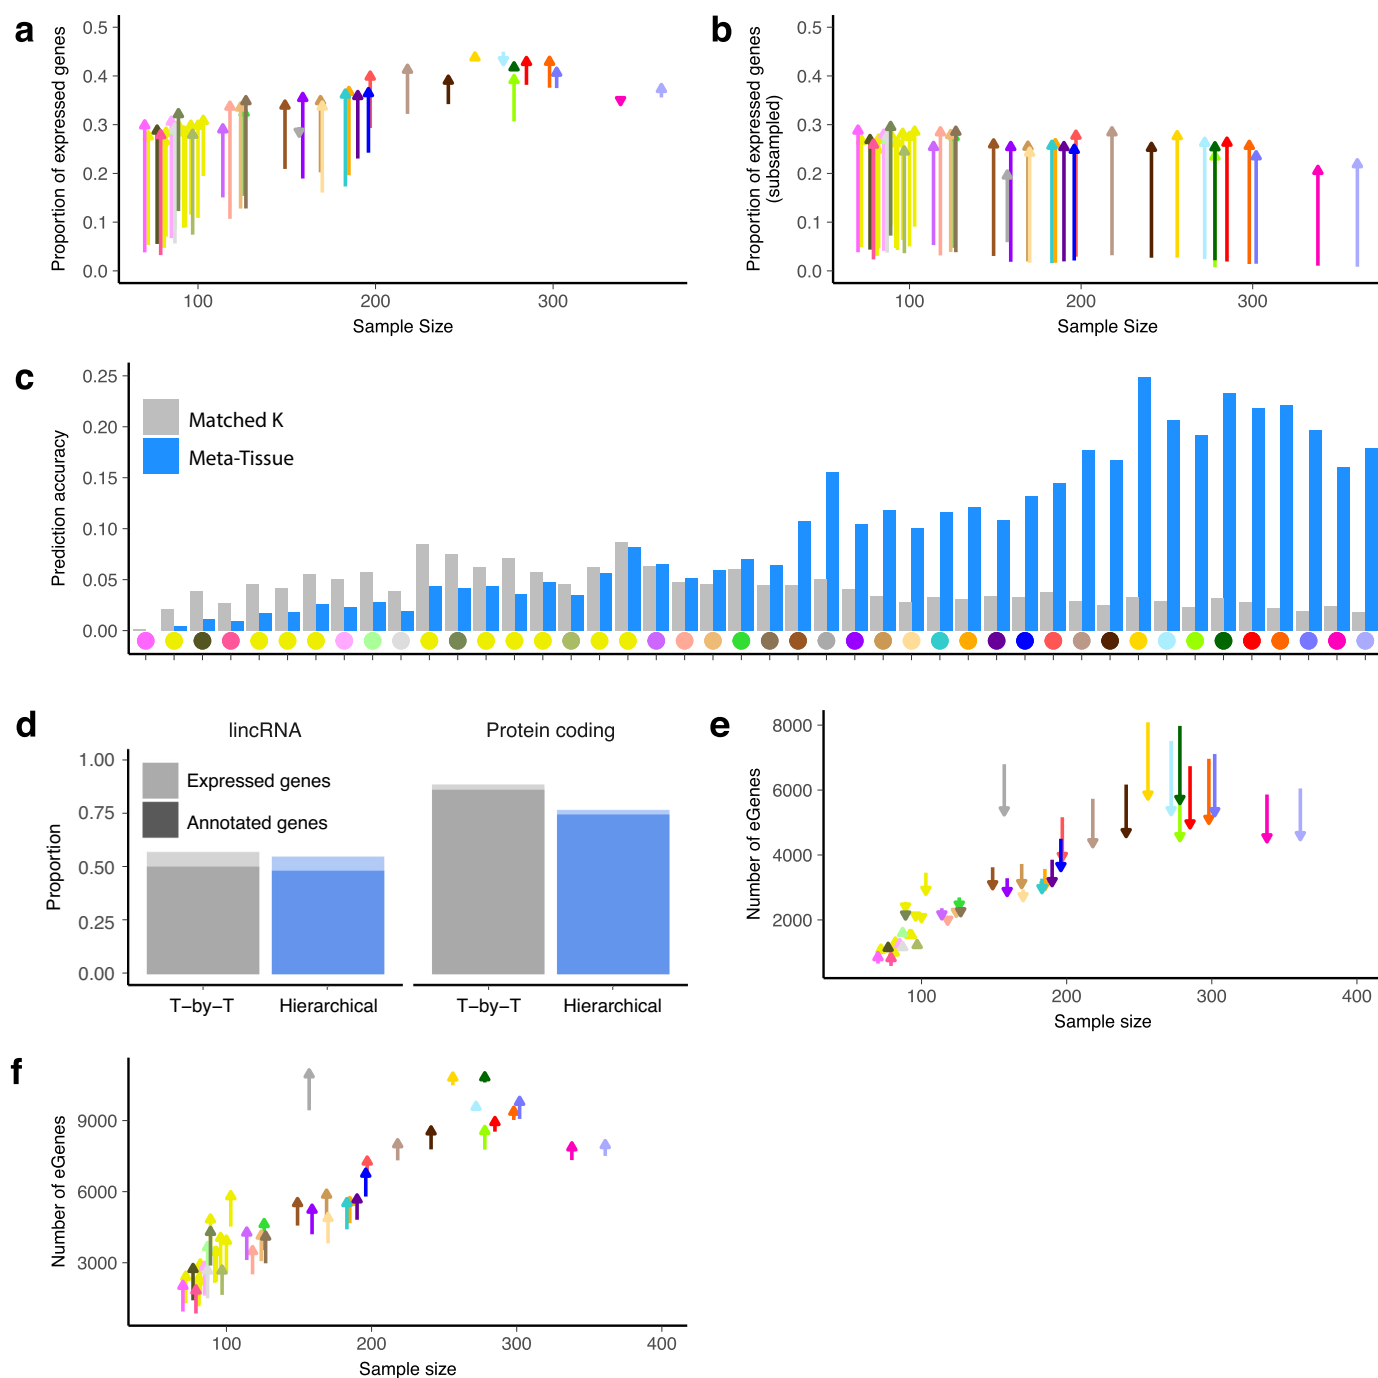 a
Proportion of expressed genes
0.5
0.4
0.3
0.2
0.1
0.0
100
200
300
Sample Size
b
Proportion of expressed genes
(subsampled)
0.5
0.4
0.3
0.2
0.1
0.0
100
200
300
Sample Size
c
Prediction accuracy
0.25
0.20
0.15
0.10
0.05
0.00
Matched K
Meta-Tissue
d
lincRNA
Protein coding
Proportion
1.00
0.75
0.50
0.25
0.00
Expressed genes
Annotated genes
T–by–T
Hierarchical
T–by–T
Hierarchical
e
Number of eGenes
8000
6000
4000
2000
100
200
300
400
Sample size
f
Number of eGenes
9000
6000
3000
100
200
300
400
Sample size